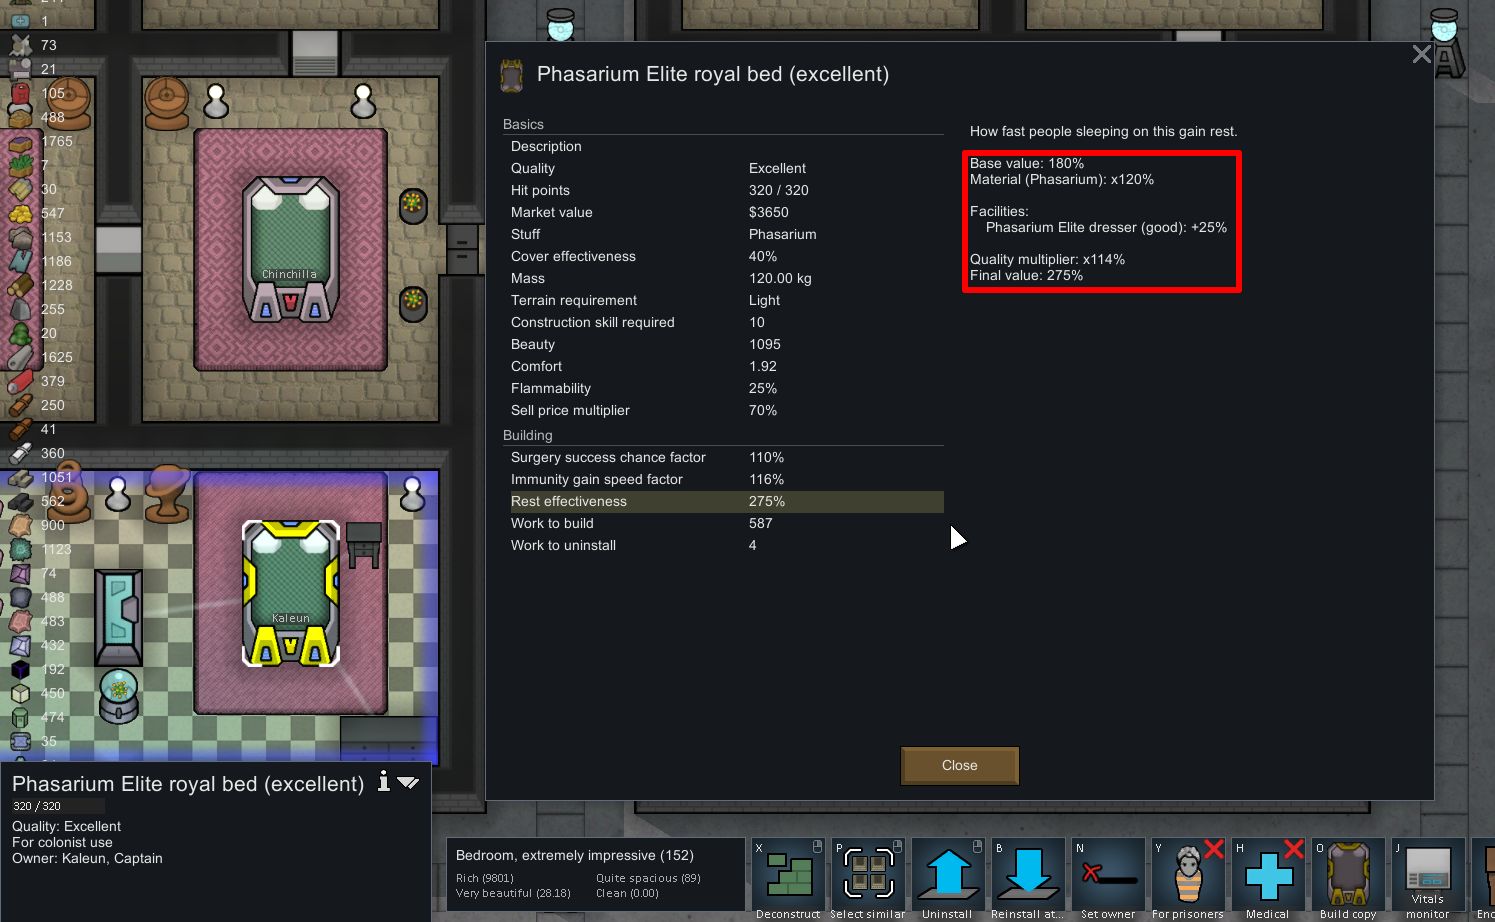 1
73
21
105
488
1765
7
30
547
1153
1186
1228
255
20
1625
379
250
41
360
1051
562
900
1123
74
488
483
432
192
450
474
35
Chinchilla
Kaleun
Phasarium Elite royal bed (excellent)
Basics
Description
Quality Excellent
Hit points 320 / 320
Market value $3650
Stuff Phasarium
Cover effectiveness 40%
Mass 120.00 kg
Terrain requirement Light
Construction skill required 10
Beauty 1095
Comfort 1.92
Flammability 25%
Sell price multiplier 70%
Building
Surgery success chance factor 110%
Immunity gain speed factor 116%
Rest effectiveness 275%
Work to build 587
Work to uninstall 4
How fast people sleeping on this gain rest.
Base value: 180%
Material (Phasarium): x120%
Facilities:
Phasarium Elite dresser (good): +25%
Quality multiplier: x114%
Final value: 275%
Close
Phasarium Elite royal bed (excellent)
320 / 320
Quality: Excellent
For colonist use
Owner: Kaleun, Captain
Bedroom, extremely impressive (152)
Rich (9801) Quite spacious (89)
Very beautiful (28.18) Clean (0.00)
X P B N Y H O J
Deconstruct
Select similar
Uninstall
Reinstall at...
Set owner
For prisoners
Medical
Build copy
Vitals
monitor